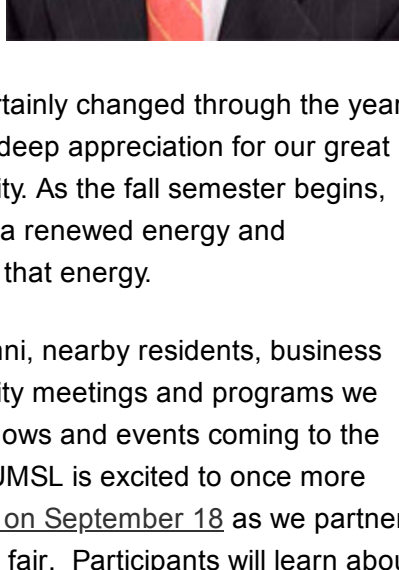 rtainly changed through the year
deep appreciation for our great
ity. As the fall semester begins,
a renewed energy and
that energy.
nni, nearby residents, business
ity meetings and programs we
ows and events coming to the
UMSL is excited to once more
on September 18 as we partner
fair. Participants will learn abou